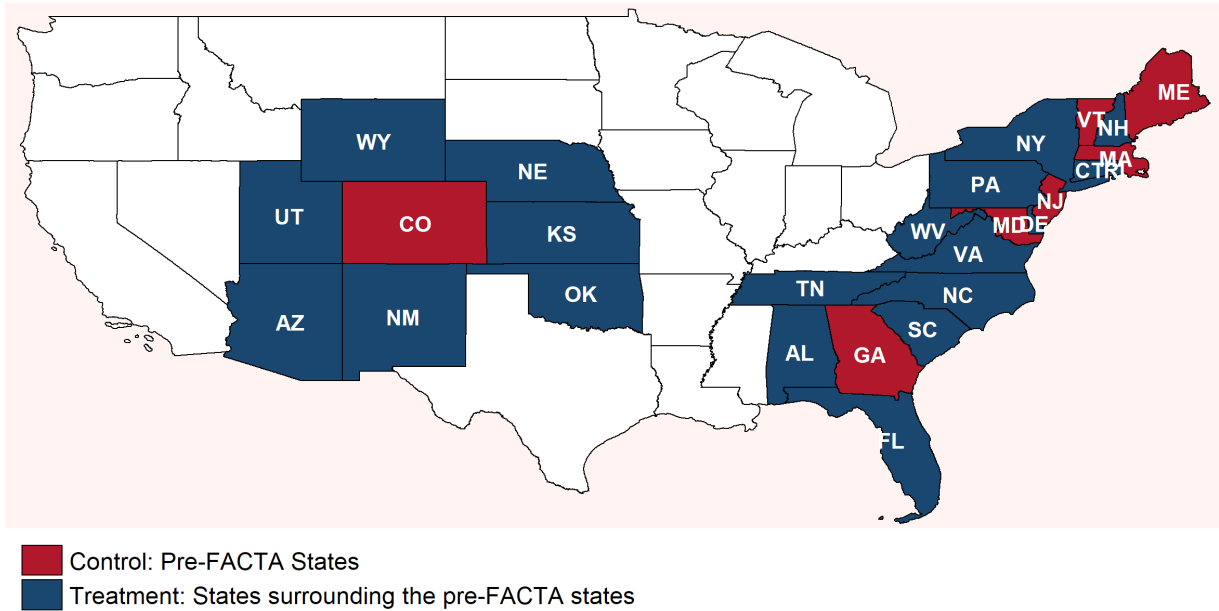 ME
VT
NH
NY
MA
WY
CT
RI
NE
PA
NJ
UT
CO
MD
DE
KS
WV
VA
TN
OK
NC
AZ
NM
SC
AL
GA
FL
Control: Pre-FACTA States
Treatment: States surrounding the pre-FACTA states